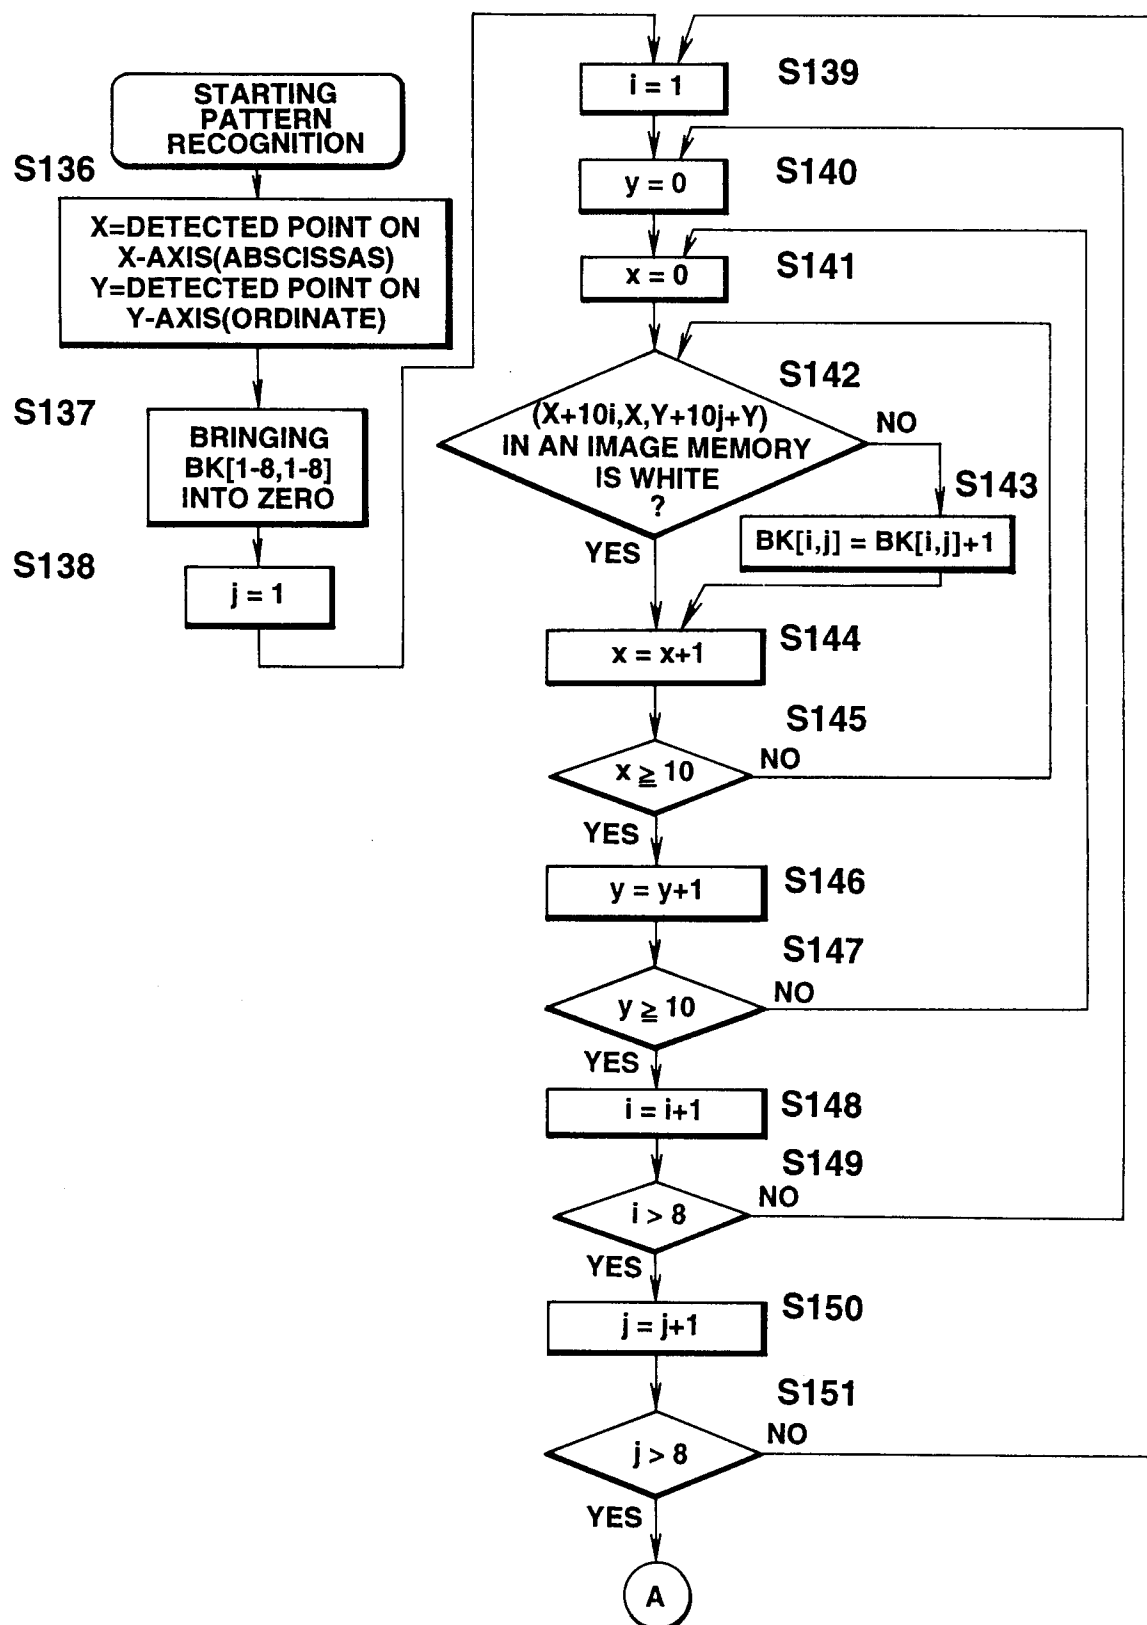 STARTING
PATTERN
RECOGNITION
S136
X=DETECTED POINT ON
X-AXIS(ABSCISSAS)
Y=DETECTED POINT ON
Y-AXIS(ORDINATE)
S137
BRINGING
BK[1-8,1-8]
INTO ZERO
S138
j = 1
S139
i = 1
S140
y = 0
S141
x = 0
S142
(X+10i,X,Y+10j+Y)
IN AN IMAGE MEMORY
IS WHITE
?
NO
YES
S143
BK[i,j] = BK[i,j]+1
S144
x = x+1
S145
x ≧ 10
NO
YES
S146
y = y+1
S147
y ≧ 10
NO
YES
S148
i = i+1
S149
i > 8
NO
YES
S150
j = j+1
S151
j > 8
NO
YES
A